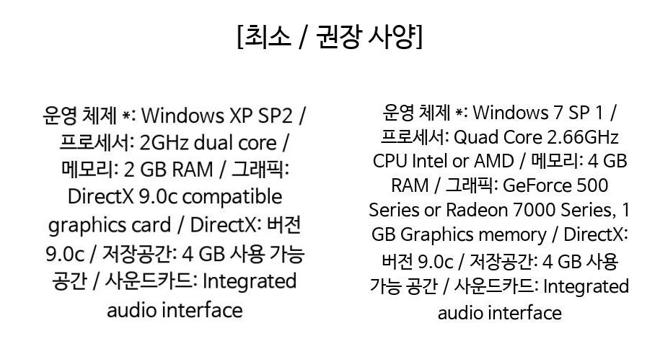 [최소 / 권장 사양]
운영 체제 *: Windows XP SP2 /
프로세서: 2GHz dual core /
메모리: 2 GB RAM / 그래픽:
DirectX 9.0c compatible
graphics card / DirectX: 버전
9.0c / 저장공간: 4 GB 사용 가능
공간 / 사운드카드: Integrated
audio interface
운영 체제 *: Windows 7 SP 1 /
프로세서: Quad Core 2.66GHz
CPU Intel or AMD / 메모리: 4 GB
RAM / 그래픽: GeForce 500
Series or Radeon 7000 Series, 1
GB Graphics memory / DirectX:
버전 9.0c / 저장공간: 4 GB 사용
가능 공간 / 사운드카드: Integrated
audio interface